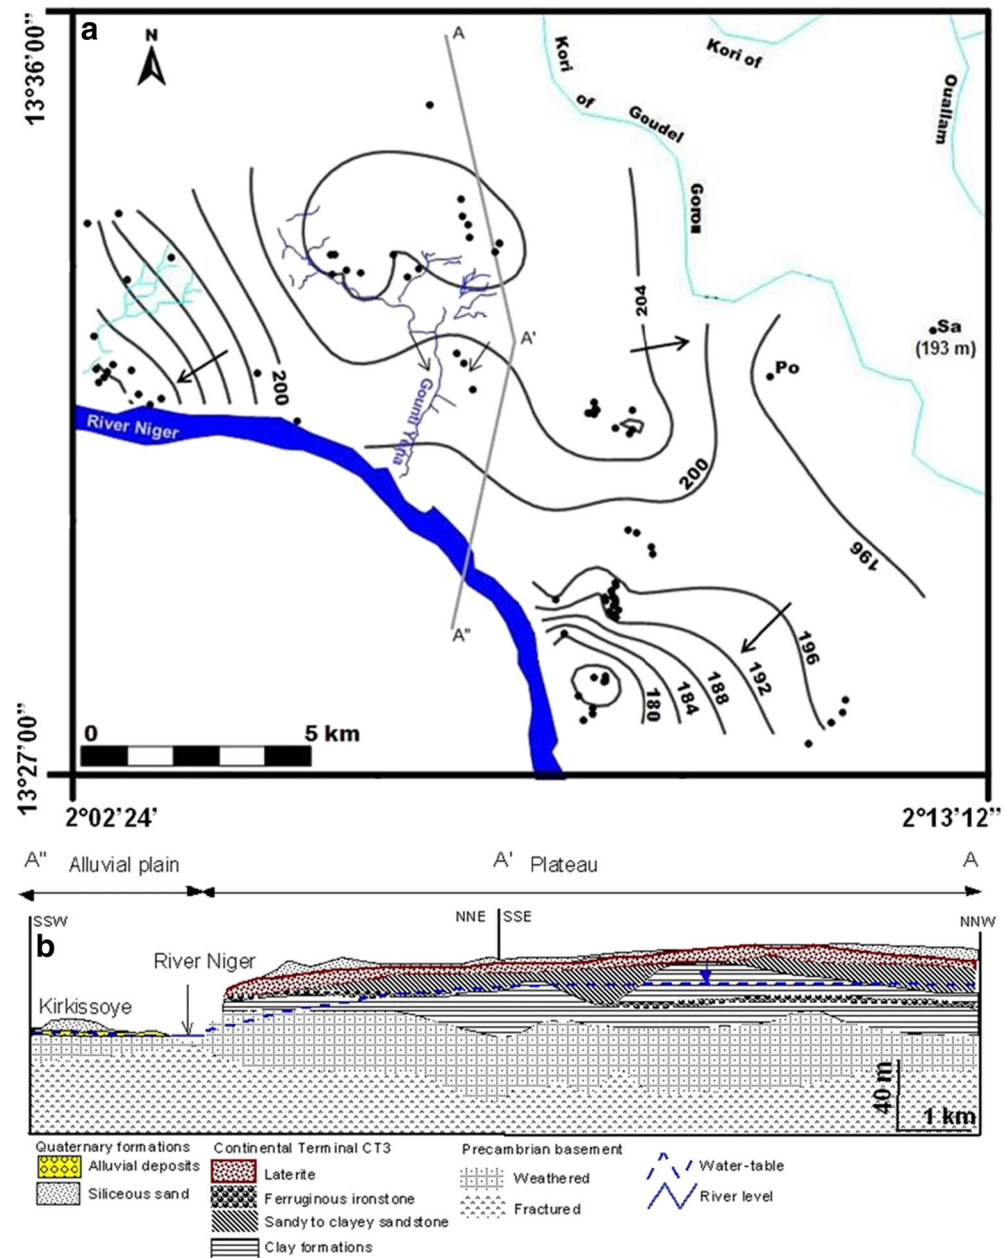 a
A
N
13°36'00"
Kori
of
Goudel
Goron
Kori of
Ouallam
204
Sa
(193 m)
A'
Po
200
River Niger
Gounti Yéna
200
196
196
192
188
184
180
A"
0
5 km
13°27'00"
2°02'24'
2°13'12"
A" Alluvial plain
A' Plateau
A
SSW
NNE SSE
NNW
b
River Niger
Kirkissoye
40 m
1 km
Quaternary formations
Alluvial deposits
Siliceous sand
Continental Terminal CT3
Laterite
Ferruginous ironstone
Sandy to clayey sandstone
Clay formations
Precambrian basement
Weathered
Fractured
Water-table
River level